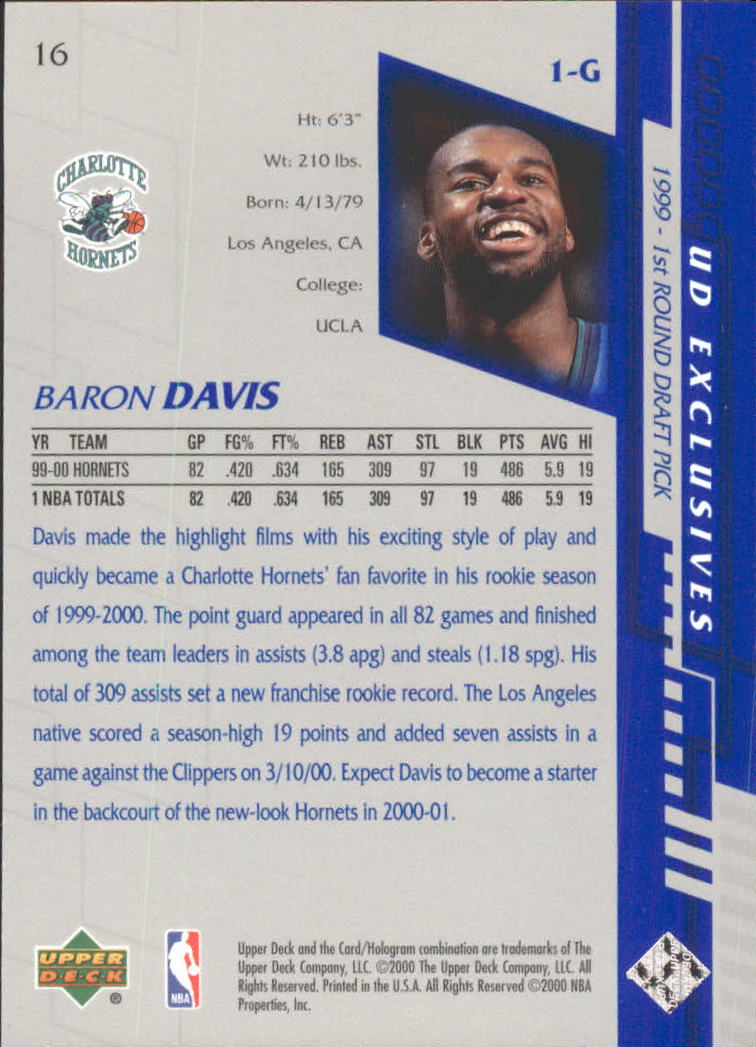 16
1-G
Ht: 6'3"
Wt: 210 lbs.
Born: 4/13/79
Los Angeles, CA
College:
UCLA
CHARLOTTE
HORNETS
BARON DAVIS
YR TEAM GP FG% FT% REB AST STL BLK PTS AVG HI
99-00 HORNETS 82 .420 .634 165 309 97 19 486 5.9 19
1 NBA TOTALS 82 .420 .634 165 309 97 19 486 5.9 19
Davis made the highlight films with his exciting style of play and
quickly became a Charlotte Hornets' fan favorite in his rookie season
of 1999-2000. The point guard appeared in all 82 games and finished
among the team leaders in assists (3.8 apg) and steals (1.18 spg). His
total of 309 assists set a new franchise rookie record. The Los Angeles
native scored a season-high 19 points and added seven assists in a
game against the Clippers on 3/10/00. Expect Davis to become a starter
in the backcourt of the new-look Hornets in 2000-01.
1999 - 1st ROUND DRAFT PICK
UD EXCLUSIVES
UPPER
D·E·C·K
®
NBA
Upper Deck and the Card/Hologram combination are trademarks of The
Upper Deck Company, LLC. ©2000 The Upper Deck Company, LLC. All
Rights Reserved. Printed in the U.S.A. All Rights Reserved ©2000 NBA
Properties, Inc.